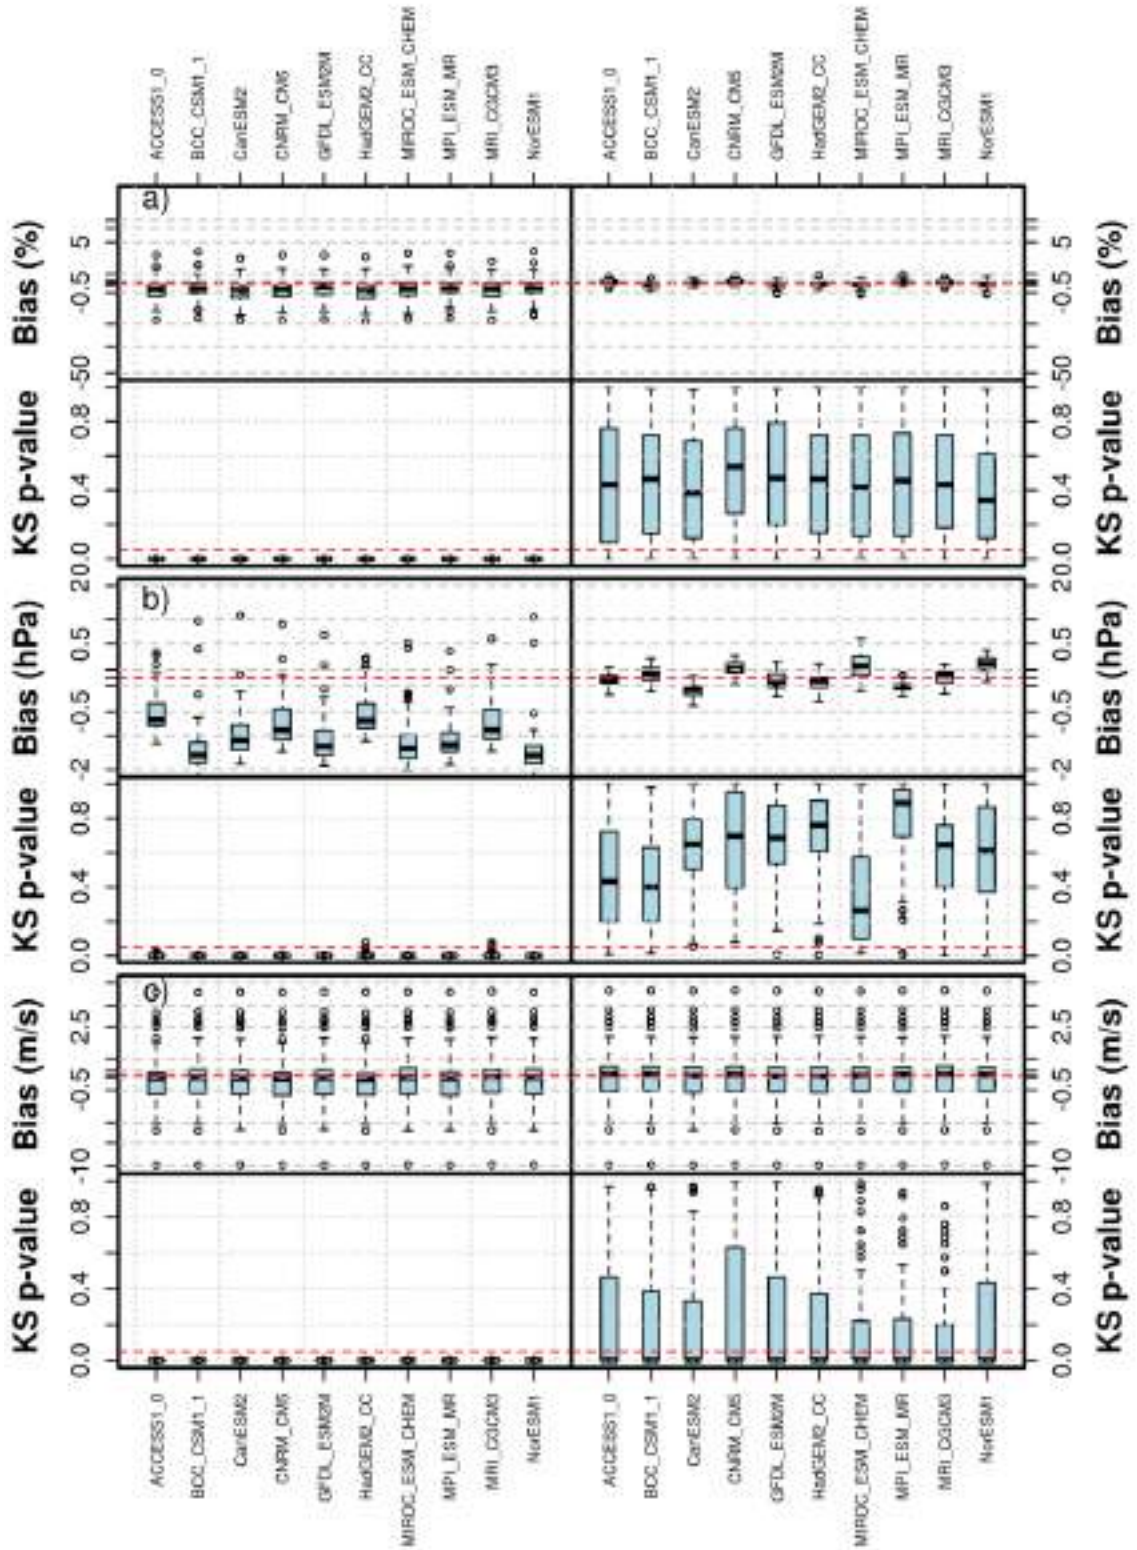 ACCESS1_0
BCC_CSM1_1
CanESM2
CNRM_CM5
GFDL_ESM2M
HadGEM2_CC
MIROC_ESM_CHEM
MPI_ESM_MR
MRI_CGCM3
NorESM1
ACCESS1_0
BCC_CSM1_1
CanESM2
CNRM_CM5
GFDL_ESM2M
HadGEM2_CC
MIROC_ESM_CHEM
MPI_ESM_MR
MRI_CGCM3
NorESM1
a)
Bias (%)
5
-0.5
-50
Bias (%)
5
-0.5
-50
KS p-value
0.8
0.4
0.0
KS p-value
0.8
0.4
0.0
b)
Bias (hPa)
2
0.5
-0.5
-2
Bias (hPa)
2
0.5
-0.5
-2
KS p-value
0.8
0.4
0.0
KS p-value
0.8
0.4
0.0
c)
Bias (m/s)
2.5
-0.5
-10
Bias (m/s)
2.5
-0.5
-10
KS p-value
0.8
0.4
0.0
KS p-value
0.8
0.4
0.0
ACCESS1_0
BCC_CSM1_1
CanESM2
CNRM_CM5
GFDL_ESM2M
HadGEM2_CC
MIROC_ESM_CHEM
MPI_ESM_MR
MRI_CGCM3
NorESM1
ACCESS1_0
BCC_CSM1_1
CanESM2
CNRM_CM5
GFDL_ESM2M
HadGEM2_CC
MIROC_ESM_CHEM
MPI_ESM_MR
MRI_CGCM3
NorESM1